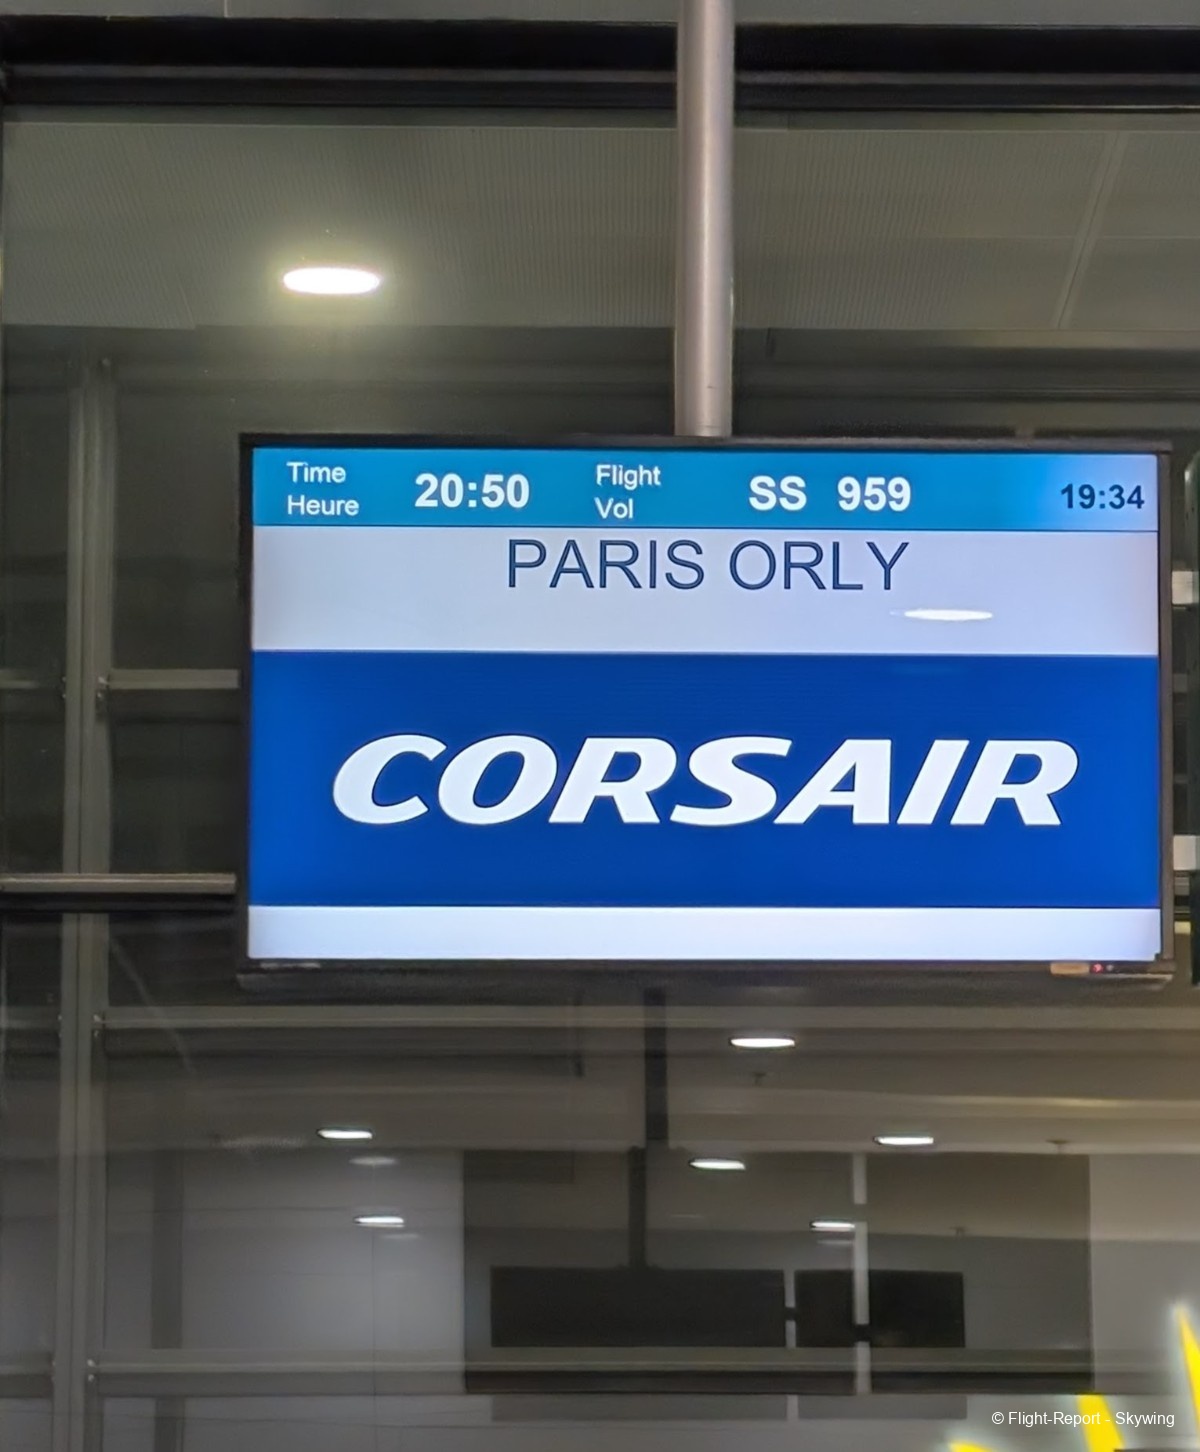 Time
Heure
20:50
Flight
Vol
SS 959
19:34
PARIS ORLY
CORSAIR
© Flight-Report - Skywing